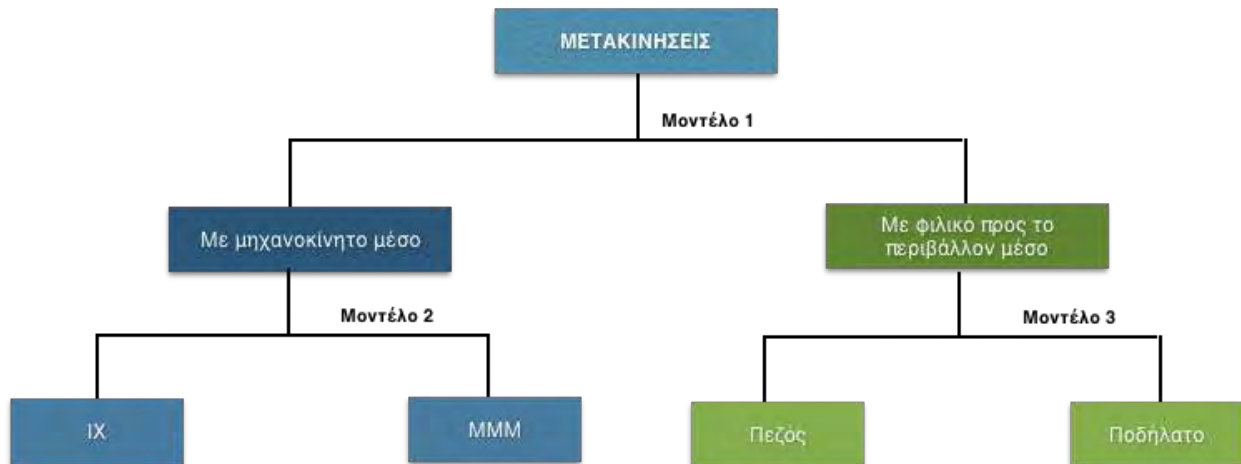 ΜΕΤΑΚΙΝΗΣΕΙΣ
Μοντέλο 1
Με μηχανοκίνητο μέσο
Με φιλικό προς το
περιβάλλον μέσο
Μοντέλο 2
Μοντέλο 3
ΙΧ
ΜΜΜ
Πεζός
Ποδήλατο